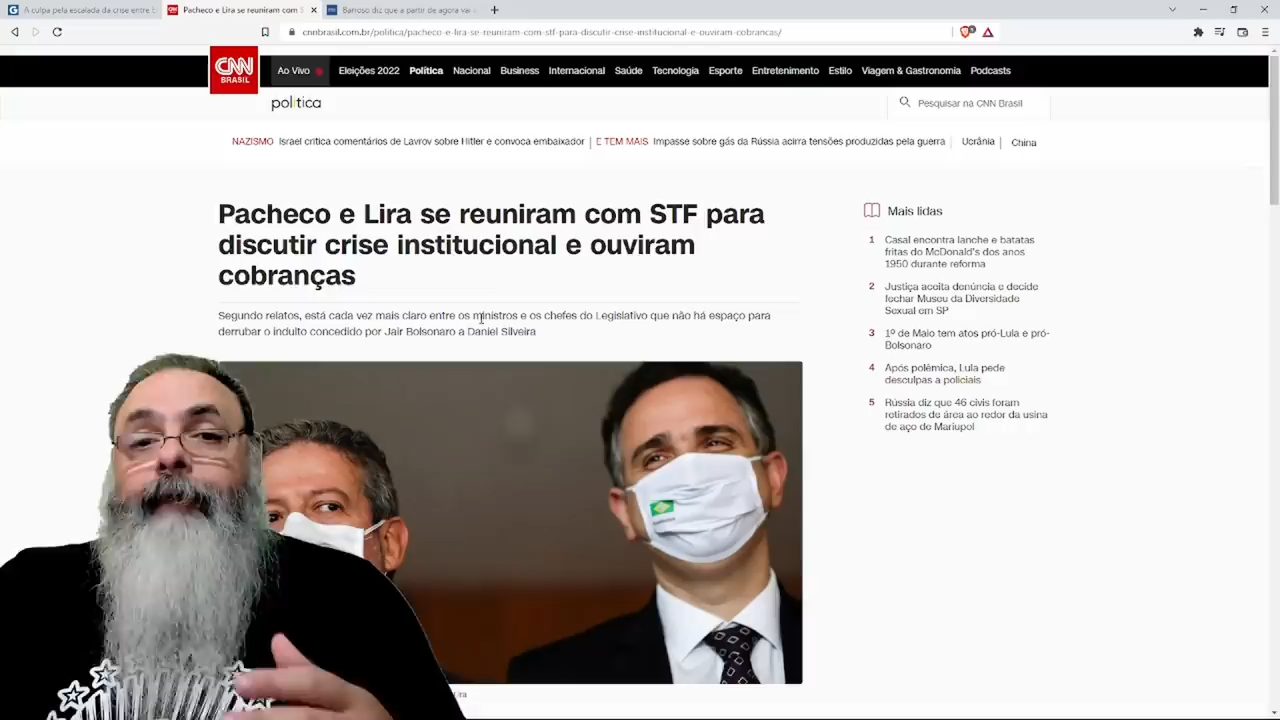 A culpa pela escalada da crise entre
Pacheco e Lira se reuniram com S
Barroso diz que a partir de agora vai
cnnbrasil.com.br/politica/pacheco-e-lira-se-reuniram-com-stf-para-discutir-crise-institucional-e-ouviram-cobrancas/
CNN
BRASIL
Ao Vivo
Eleições 2022 Política Nacional Business Internacional Saúde Tecnologia Esporte Entretenimento Estilo Viagem & Gastronomia Podcasts
política
Pesquisar na CNN Brasil
NAZISMO Israel critica comentários de Lavrov sobre Hitler e convoca embaixador | E TEM MAIS Impasse sobre gás da Rússia acirra tensões produzidas pela guerra | Ucrânia | China
Pacheco e Lira se reuniram com STF para
discutir crise institucional e ouviram
cobranças
Segundo relatos, está cada vez mais claro entre os ministros e os chefes do Legislativo que não há espaço para
derrubar o indulto concedido por Jair Bolsonaro a Daniel Silveira
Mais lidas
1 Casal encontra lanche e batatas
fritas do McDonald's dos anos
1950 durante reforma
2 Justiça aceita denúncia e decide
fechar Museu da Diversidade
Sexual em SP
3 1º de Maio tem atos pró-Lula e pró-
Bolsonaro
4 Após polêmica, Lula pede
desculpas a policiais
5 Rússia diz que 46 civis foram
retirados de área ao redor da usina
de aço de Mariupol